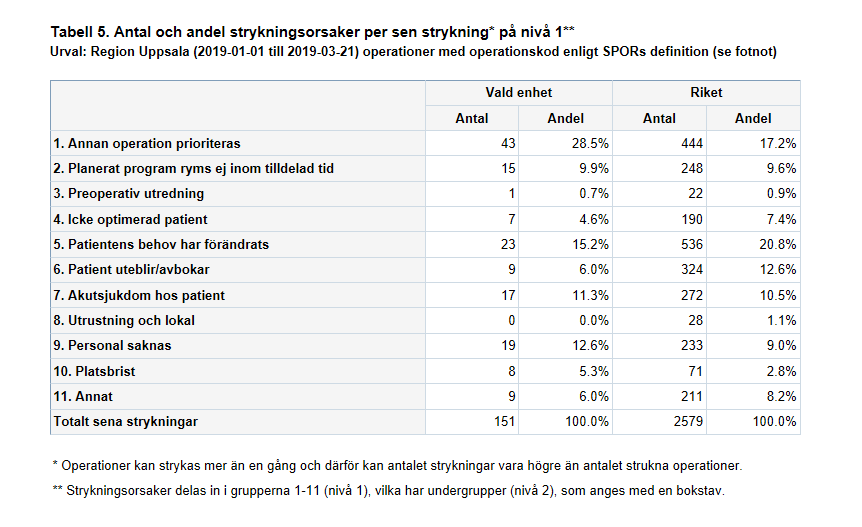 Tabell 5. Antal och andel strykningsorsaker per sen strykning* på nivå 1**
Urval: Region Uppsala (2019-01-01 till 2019-03-21) operationer med operationskod enligt SPORs definition (se fotnot)
Vald enhet Riket
Antal Andel Antal Andel
1. Annan operation prioriteras 43 28.5% 444 17.2%
2. Planerat program ryms ej inom tilldelad tid 15 9.9% 248 9.6%
3. Preoperativ utredning 1 0.7% 22 0.9%
4. Icke optimerad patient 7 4.6% 190 7.4%
5. Patientens behov har förändrats 23 15.2% 536 20.8%
6. Patient uteblir/avbokar 9 6.0% 324 12.6%
7. Akutsjukdom hos patient 17 11.3% 272 10.5%
8. Utrustning och lokal 0 0.0% 28 1.1%
9. Personal saknas 19 12.6% 233 9.0%
10. Platsbrist 8 5.3% 71 2.8%
11. Annat 9 6.0% 211 8.2%
Totalt sena strykningar 151 100.0% 2579 100.0%
* Operationer kan strykas mer än en gång och därför kan antalet strykningar vara högre än antalet strukna operationer.
** Strykningsorsaker delas in i grupperna 1-11 (nivå 1), vilka har undergrupper (nivå 2), som anges med en bokstav.